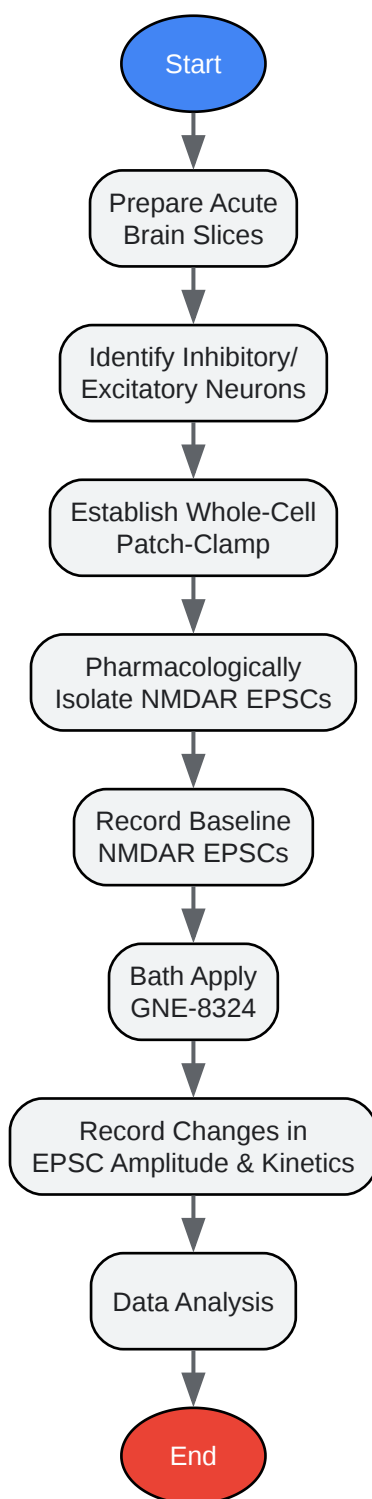 Start
Prepare Acute
Brain Slices
Identify Inhibitory/
Excitatory Neurons
Establish Whole-Cell
Patch-Clamp
Pharmacologically
Isolate NMDAR EPSCs
Record Baseline
NMDAR EPSCs
Bath Apply
GNE-8324
Record Changes in
EPSC Amplitude & Kinetics
Data Analysis
End